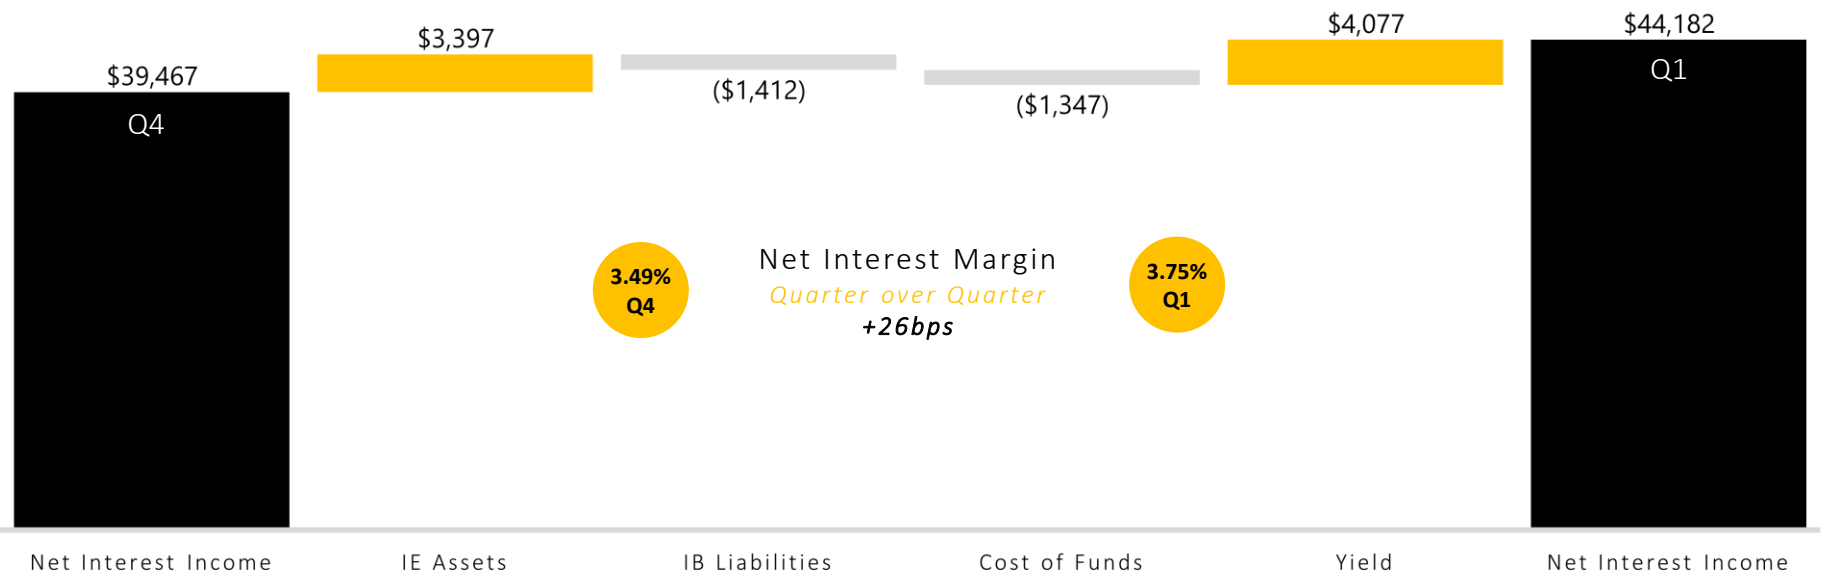 $39,467
Q4
$3,397
($1,412)
($1,347)
$4,077
$44,182
Q1
3.49%
Q4
Net Interest Margin
Quarter over Quarter
+26bps
3.75%
Q1
Net Interest Income
IE Assets
IB Liabilities
Cost of Funds
Yield
Net Interest Income